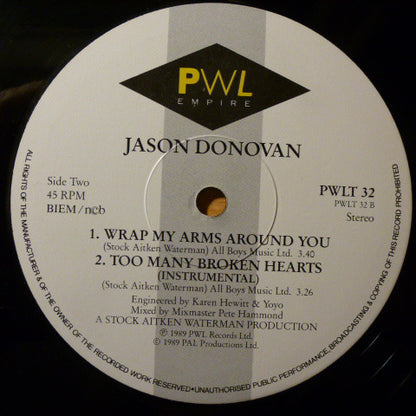 PWL
EMPIRE
JASON DONOVAN
Side Two
45 RPM
BIEM/ncb
PWLT 32
PWLT 32 B
Stereo
1. WRAP MY ARMS AROUND YOU
(Stock Aitken Waterman) All Boys Music Ltd. 3.40
2. TOO MANY BROKEN HEARTS
(INSTRUMENTAL)
(Stock Aitken Waterman) All Boys Music Ltd. 3.26
Engineered by Karen Hewitt & Yoyo
Mixed by Mixmaster Pete Hammond
A STOCK AITKEN WATERMAN PRODUCTION
℗ 1989 PWL Records Ltd.
© 1989 PAL Productions Ltd.
ALL RIGHTS OF THE MANUFACTURER & OF THE OWNER OF THE RECORDED WORK RESERVED•UNAUTHORISED PUBLIC PERFORMANCE, BROADCASTING & COPYING OF THIS RECORD PROHIBITED